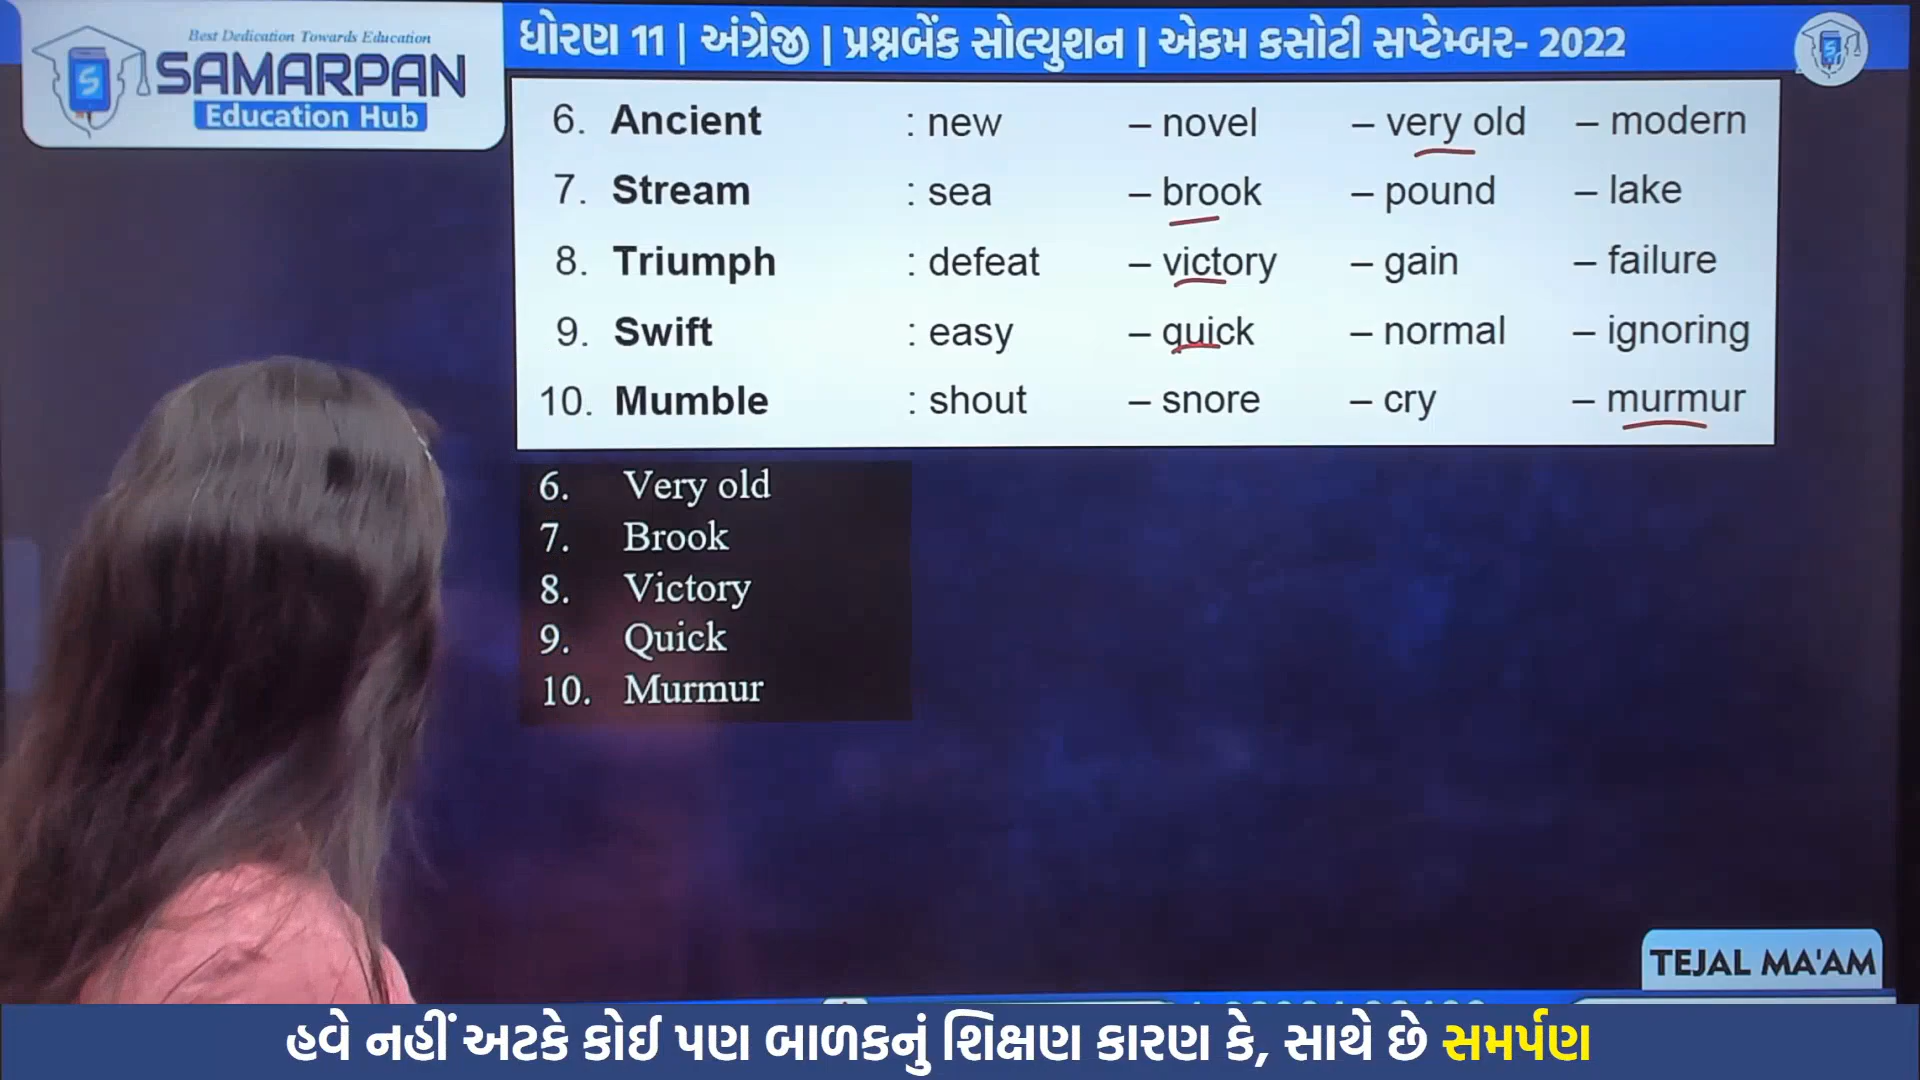 Best Dedication Towards Education
SAMARPAN
Education Hub
ધોરણ 11 | અંગ્રેજી | પ્રશ્નબેંક સોલ્યુશન | એકમ કસોટી સપ્ટેમ્બર- 2022
6. Ancient : new – novel – very old – modern
7. Stream : sea – brook – pound – lake
8. Triumph : defeat – victory – gain – failure
9. Swift : easy – quick – normal – ignoring
10. Mumble : shout – snore – cry – murmur
6. Very old
7. Brook
8. Victory
9. Quick
10. Murmur
TEJAL MA'AM
હવે નહીં અટકે કોઈ પણ બાળકનું શિક્ષણ કારણ કે, સાથે છે સમર્પણ